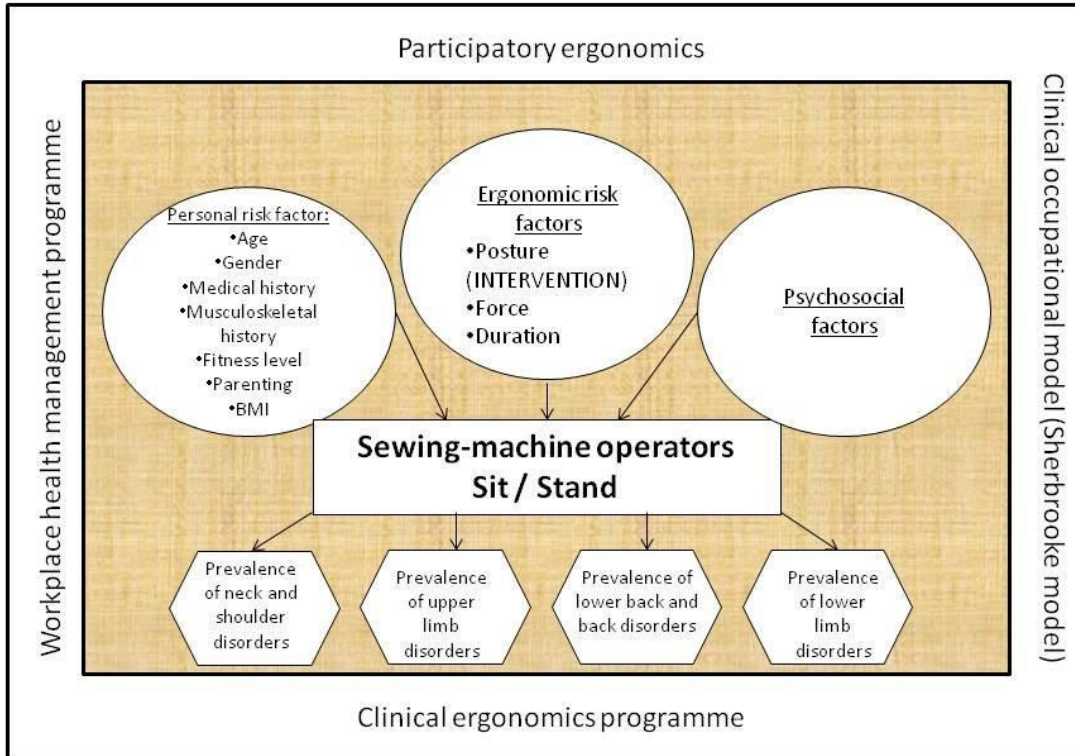 Participatory ergonomics
Workplace health management programme
Clinical occupational model (Sherbrooke model)
Personal risk factor:
•Age
•Gender
•Medical history
•Musculoskeletal
history
•Fitness level
•Parenting
•BMI
Ergonomic risk
factors
•Posture
(INTERVENTION)
•Force
•Duration
Psychosocial
factors
Sewing-machine operators
Sit / Stand
Prevalence
of neck and
shoulder
disorders
Prevalence
of upper
limb
disorders
Prevalence of
lower back and
back disorders
Prevalence
of lower
limb
disorders
Clinical ergonomics programme